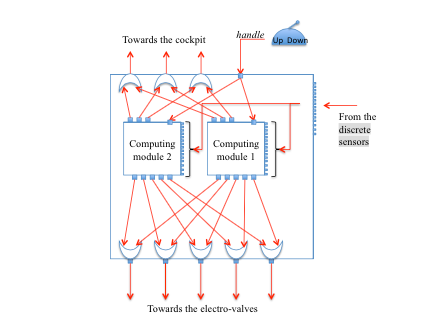 handle
Up Down
Towards the cockpit
From the
discrete
sensors
Computing
module 2
Computing
module 1
Towards the electro-valves